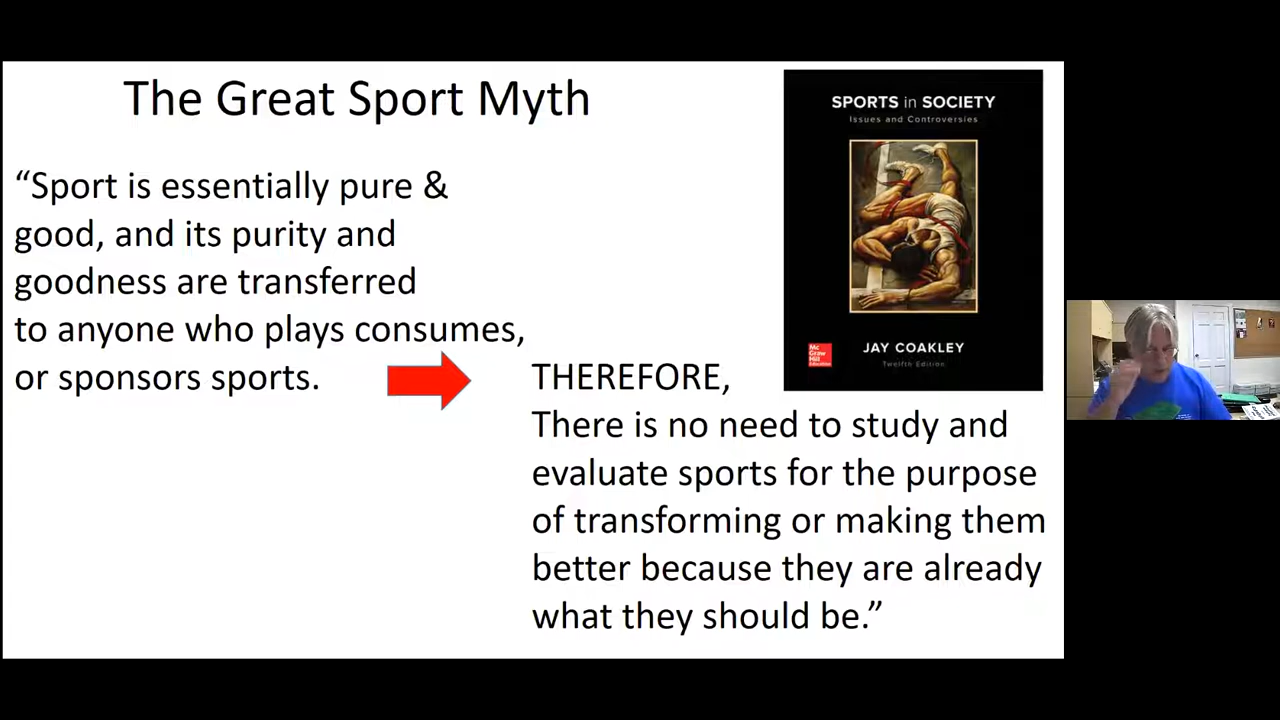 The Great Sport Myth
“Sport is essentially pure &
good, and its purity and
goodness are transferred
to anyone who plays consumes,
or sponsors sports.
THEREFORE,
There is no need to study and
evaluate sports for the purpose
of transforming or making them
better because they are already
what they should be.”
SPORTS in SOCIETY
Issues and Controversies
JAY COAKLEY
Twelfth Edition
Mc
Graw
Hill
Education